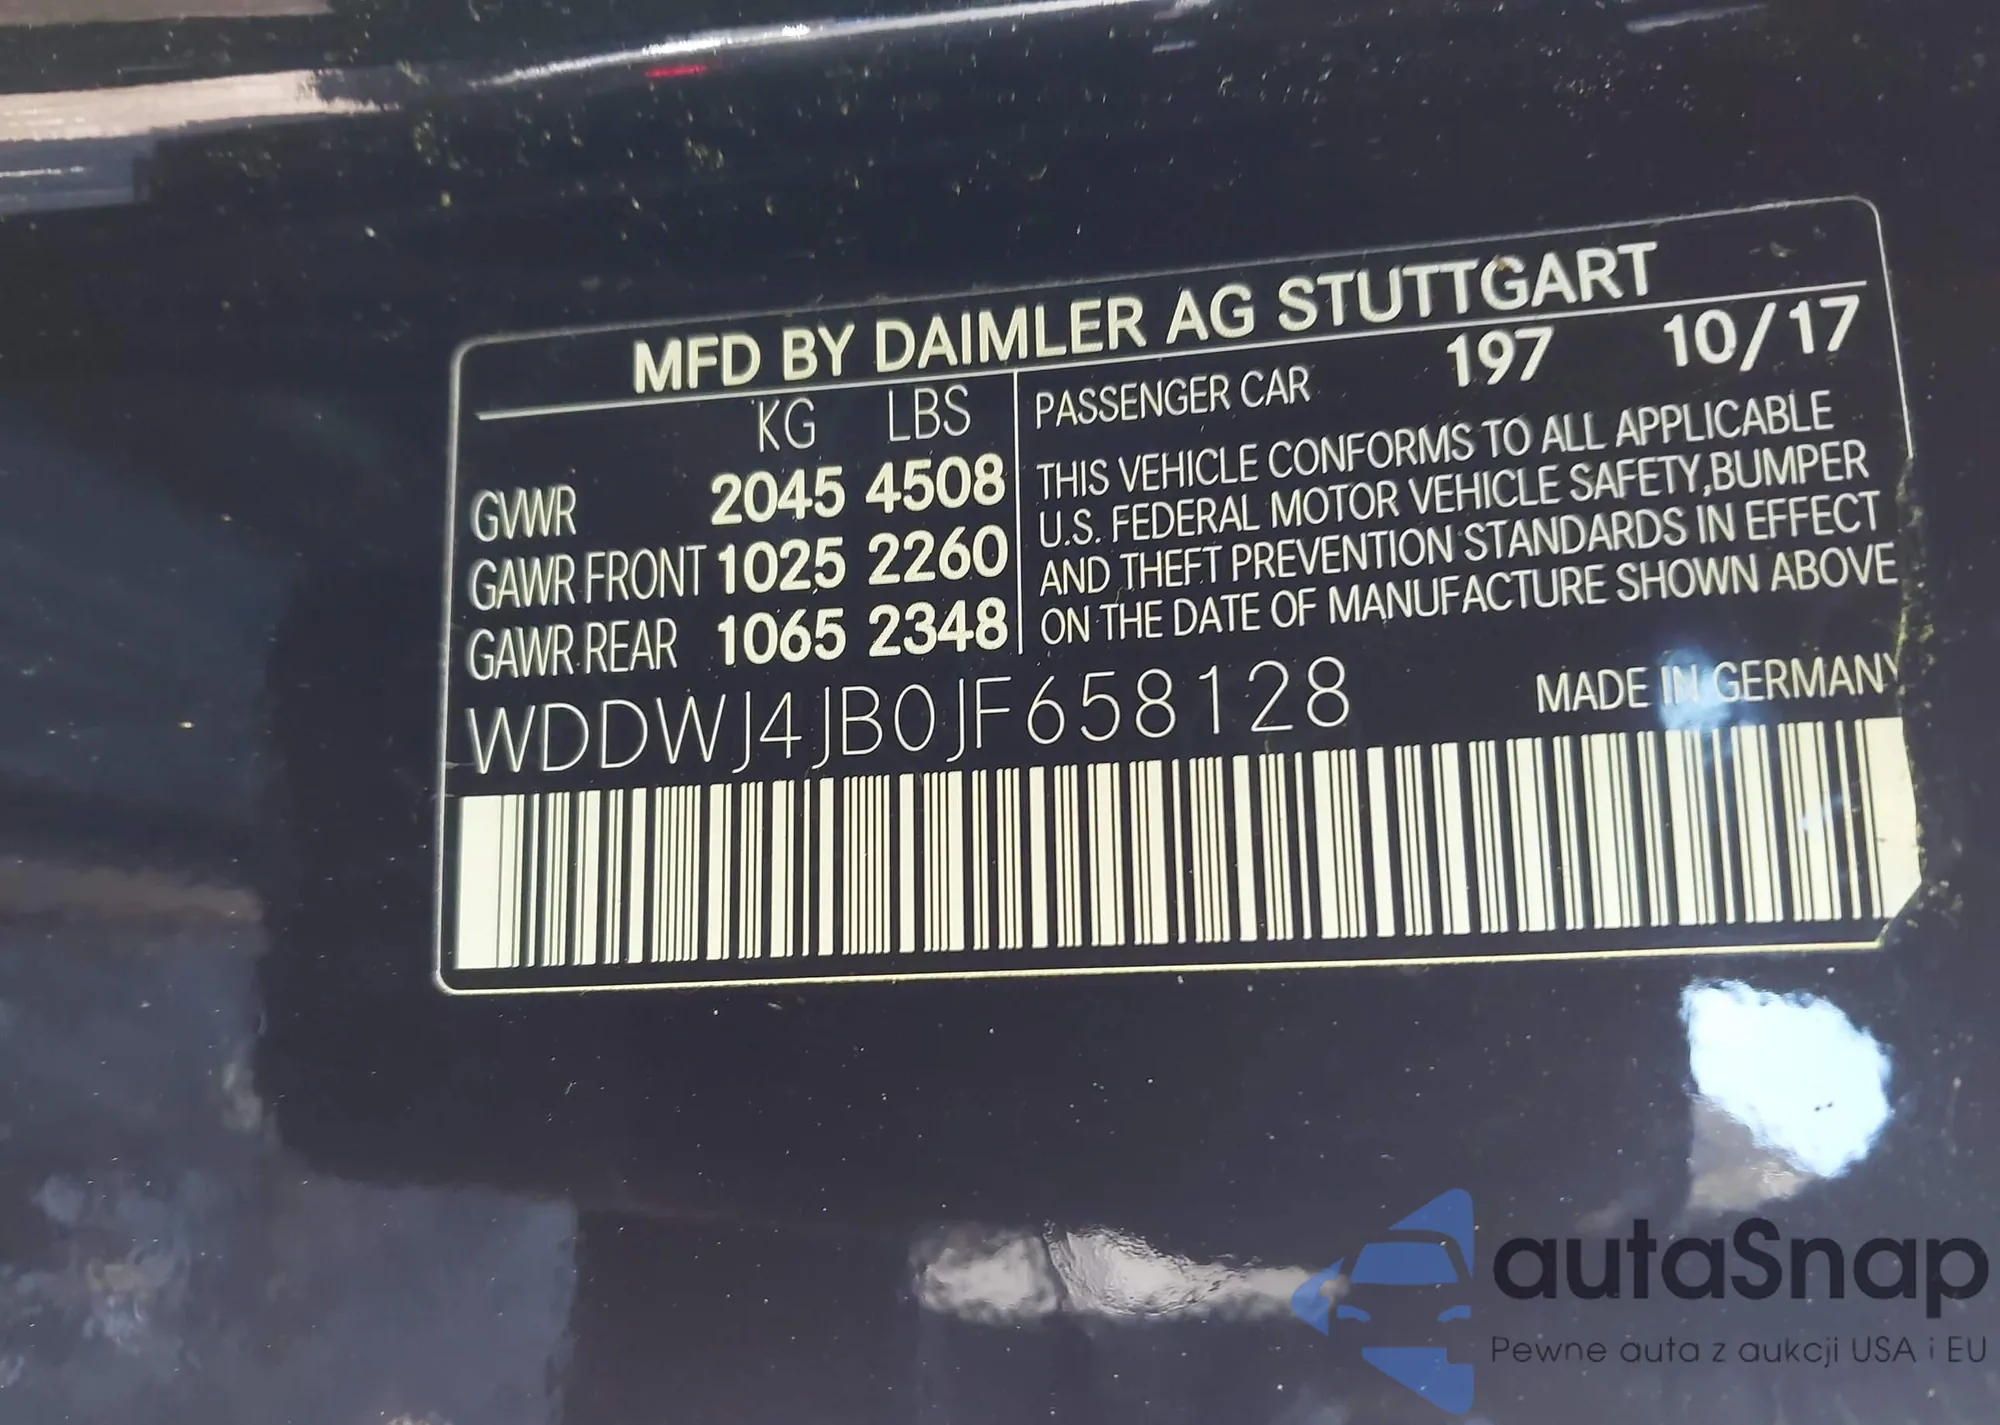 MFD BY DAIMLER AG STUTTGART
KG LBS
GVWR 2045 4508
GAWR FRONT 1025 2260
GAWR REAR 1065 2348
PASSENGER CAR 197 10/17
THIS VEHICLE CONFORMS TO ALL APPLICABLE
U.S. FEDERAL MOTOR VEHICLE SAFETY,BUMPER
AND THEFT PREVENTION STANDARDS IN EFFECT
ON THE DATE OF MANUFACTURE SHOWN ABOVE
WDDWJ4JB0JF658128
MADE IN GERMANY
autaSnap
Pewne auta z aukcji USA i EU